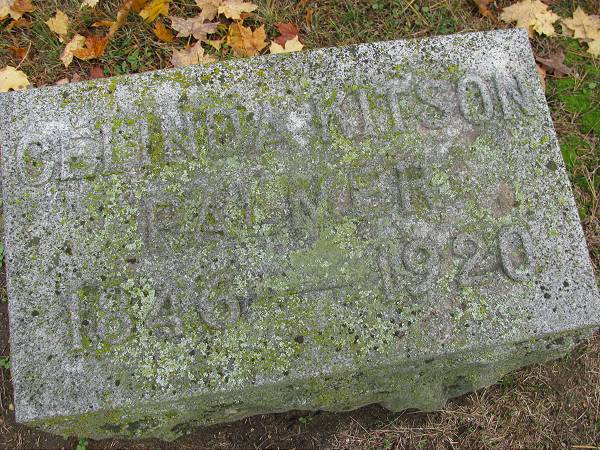 CELINDA KITSON
PALMER
1846 — 1920